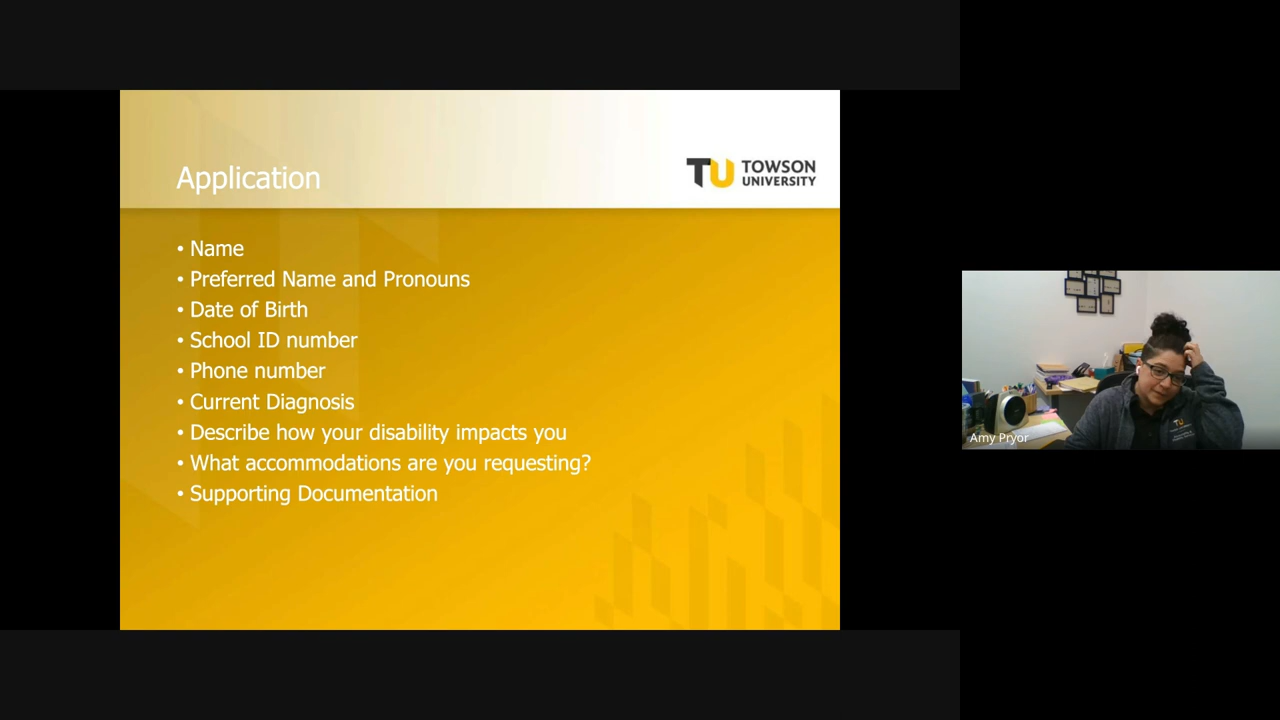 Application
TU TOWSON
UNIVERSITY
• Name
• Preferred Name and Pronouns
• Date of Birth
• School ID number
• Phone number
• Current Diagnosis
• Describe how your disability impacts you
• What accommodations are you requesting?
• Supporting Documentation
Amy Pryor
TU